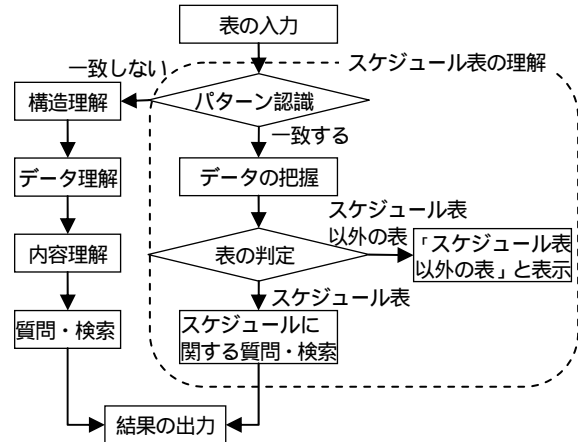 表の入力
スケジュール表の理解
一致しない
パターン認識
構造理解
一致する
データ理解
データの把握
スケジュール表
以外の表
表の判定
「スケジュール表
以外の表」と表示
内容理解
スケジュール表
スケジュールに
関する質問・検索
質問・検索
結果の出力